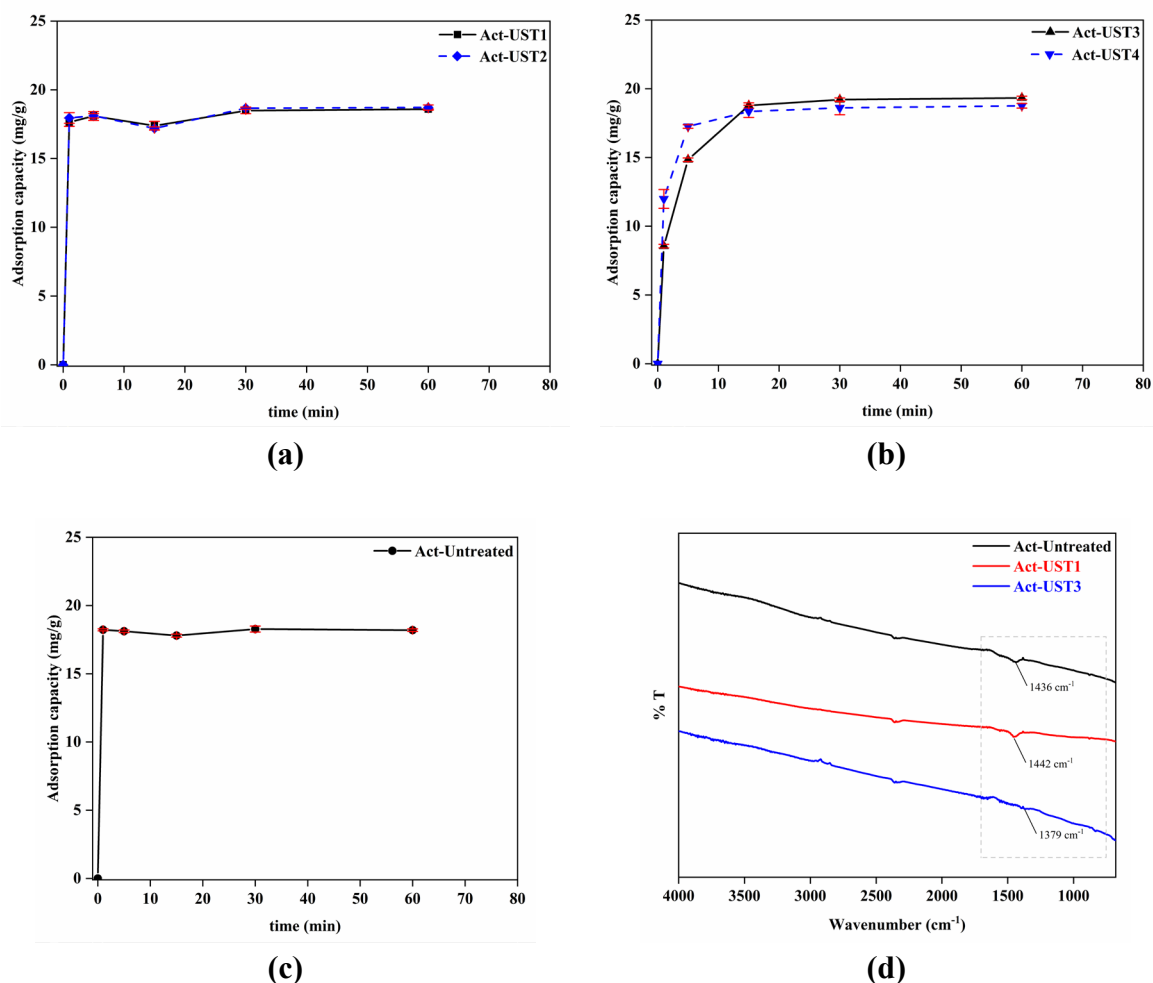 25
20
15
10
5
0
Adsorption capacity (mg/g)
Act-UST1
Act-UST2
0 10 20 30 40 50 60 70 80
time (min)
(a)
25
20
15
10
5
0
Adsorption capacity (mg/g)
Act-UST3
Act-UST4
0 10 20 30 40 50 60 70 80
time (min)
(b)
25
20
15
10
5
0
Adsorption capacity (mg/g)
Act-Untreated
0 10 20 30 40 50 60 70 80
time (min)
(c)
% T
Act-Untreated
Act-UST1
Act-UST3
1436 cm⁻¹
1442 cm⁻¹
1379 cm⁻¹
4000 3500 3000 2500 2000 1500 1000
Wavenumber (cm⁻¹)
(d)